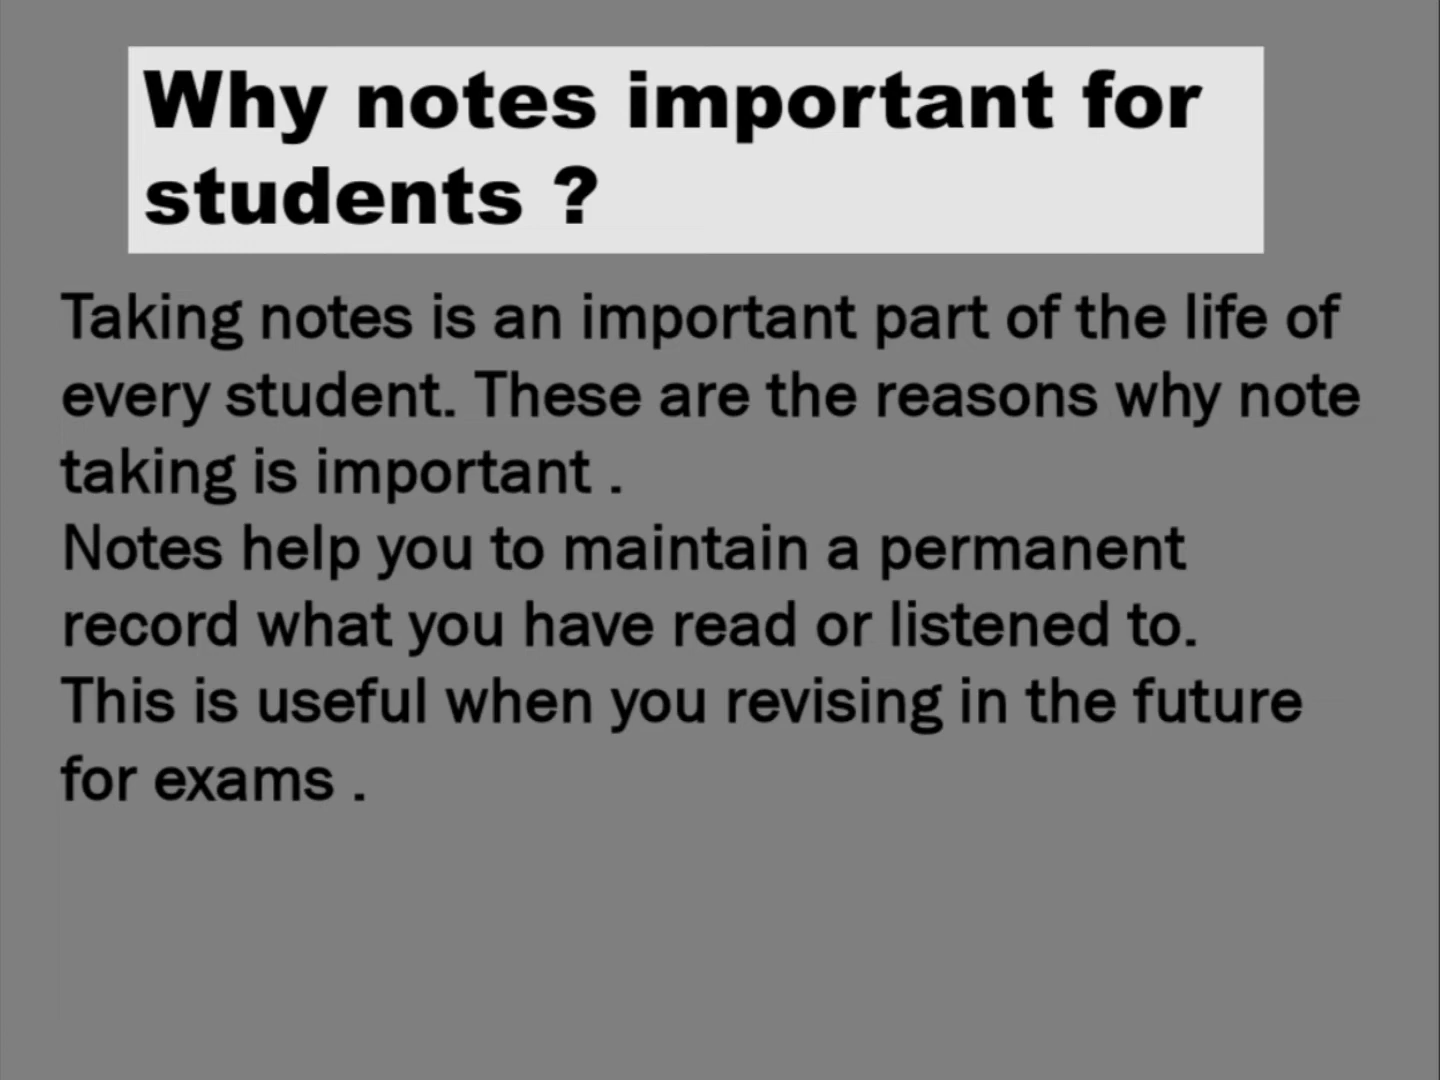 Why notes important for
students ?
Taking notes is an important part of the life of
every student. These are the reasons why note
taking is important .
Notes help you to maintain a permanent
record what you have read or listened to.
This is useful when you revising in the future
for exams .